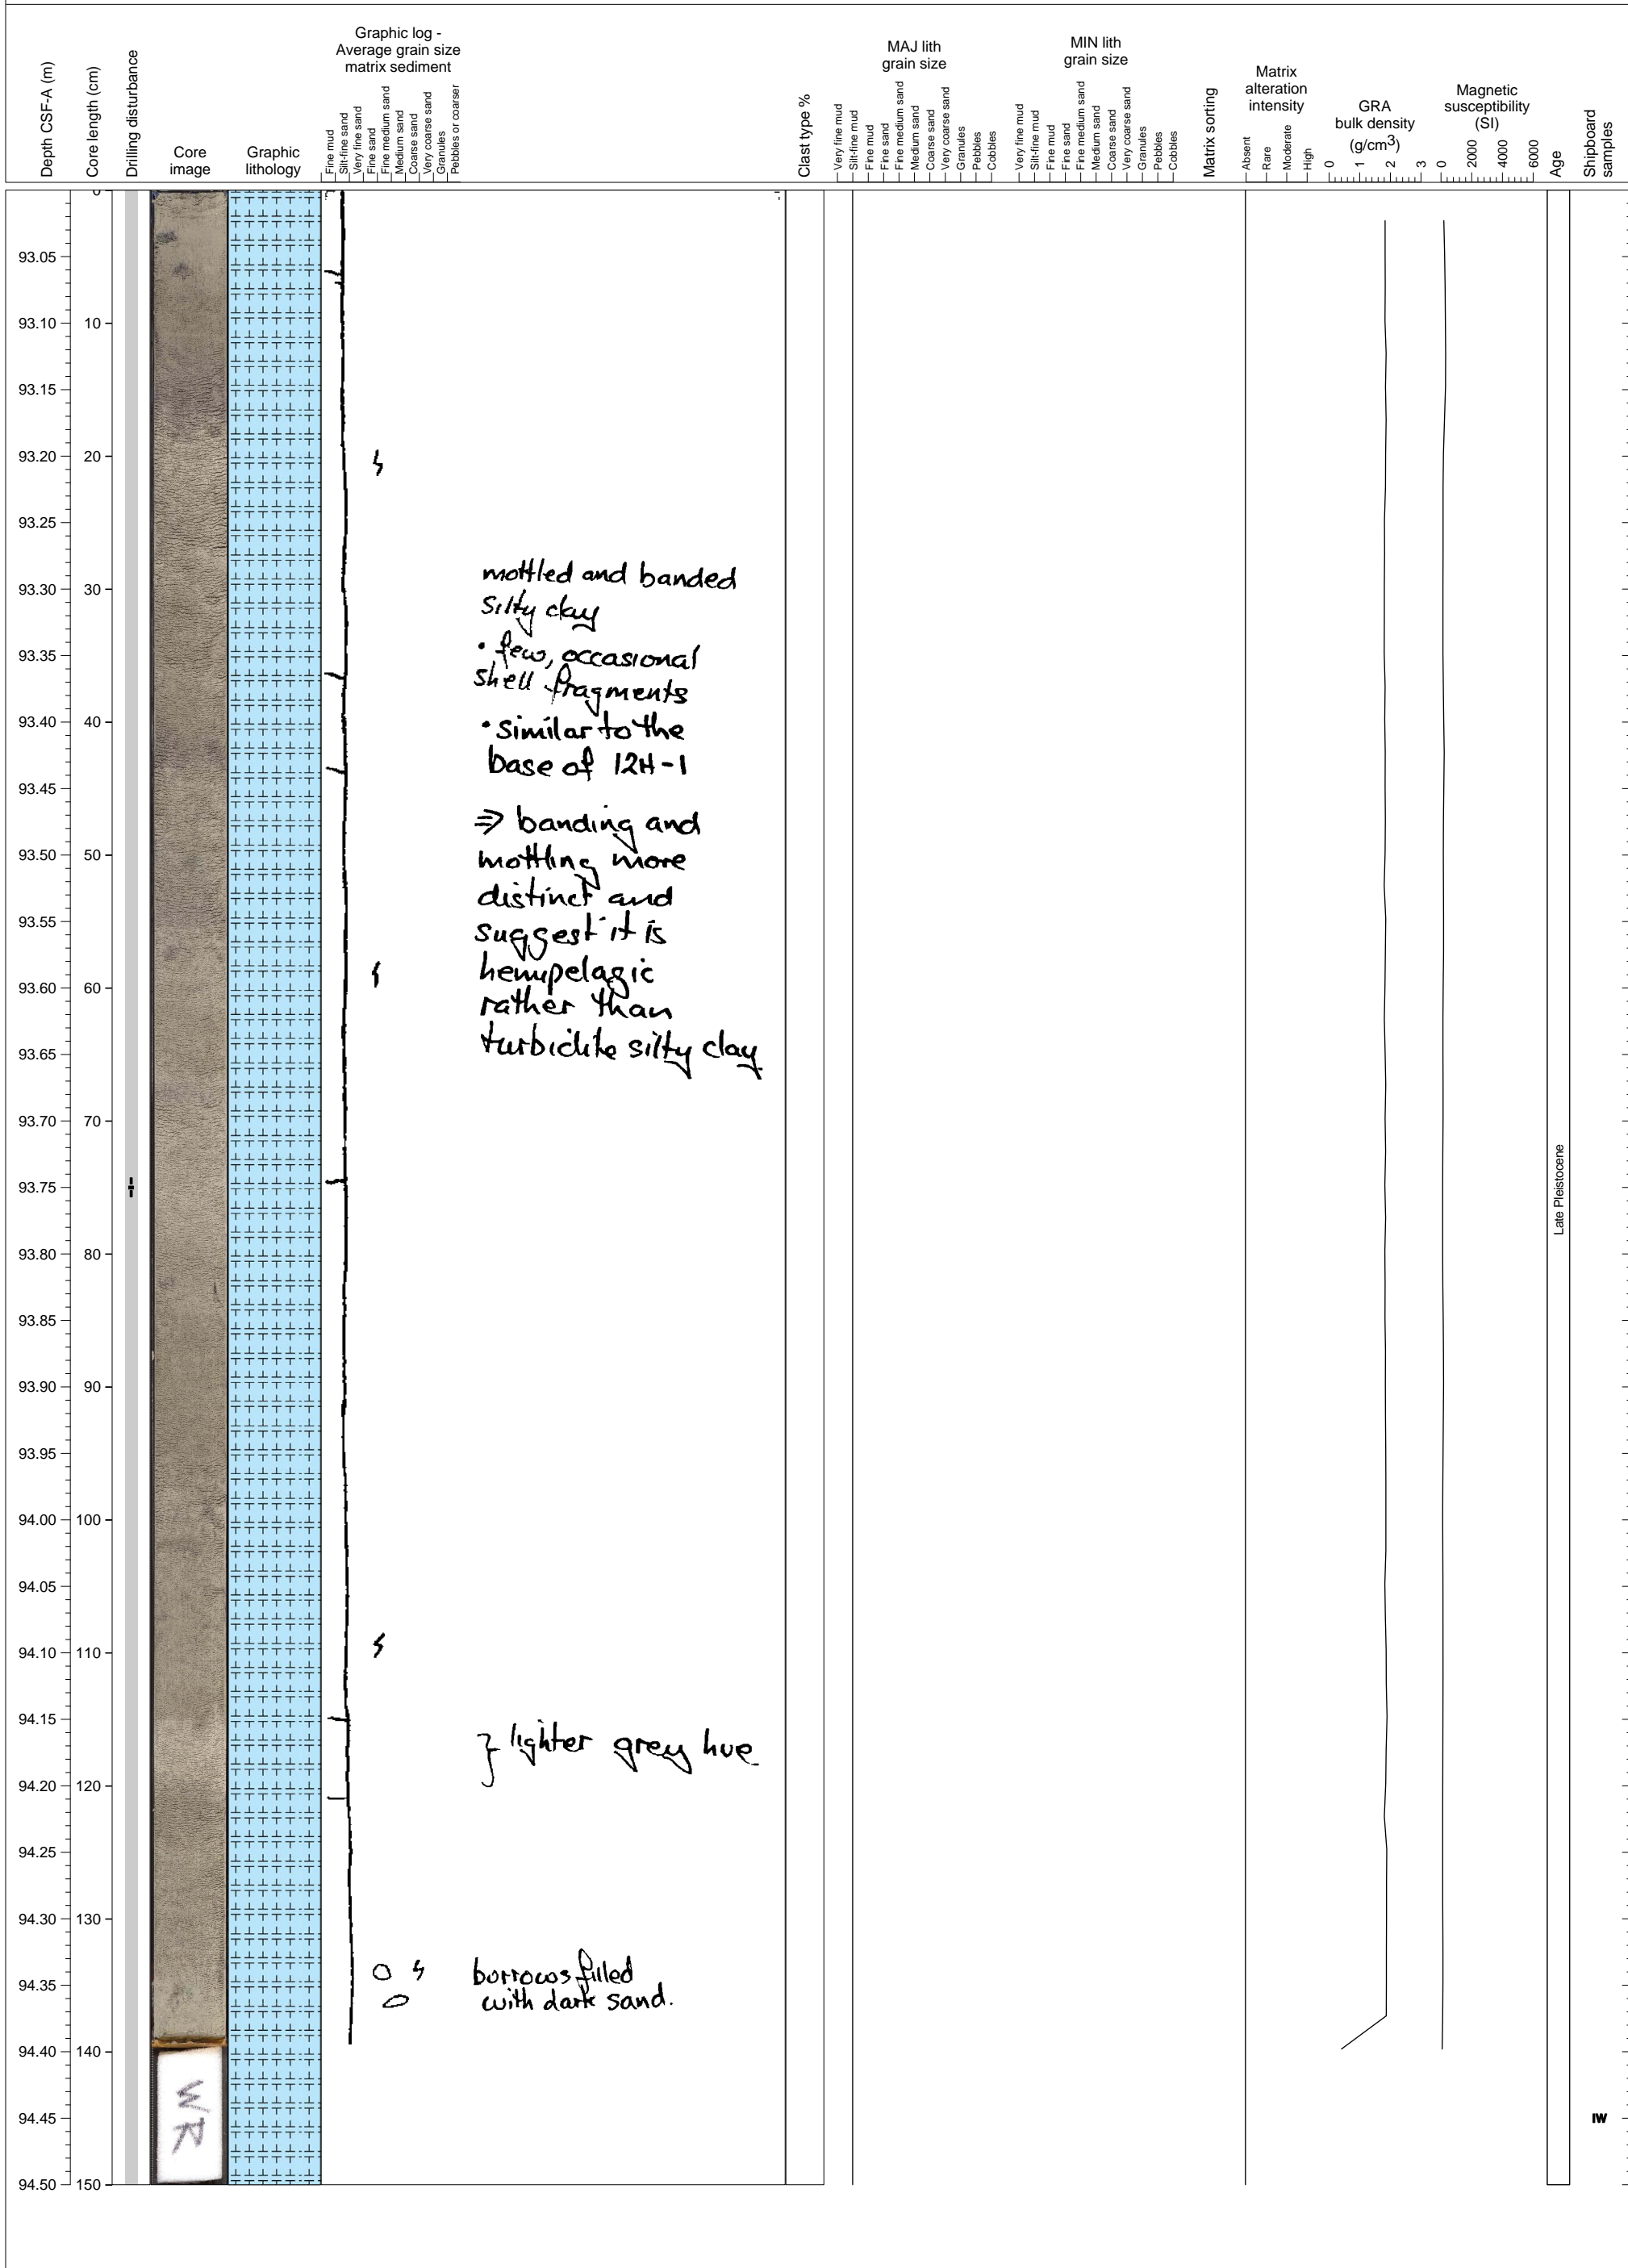 Depth CSF-A (m)
Core length (cm)
Drilling disturbance
Core
image
Graphic
lithology
Graphic log -
Average grain size
matrix sediment
Fine mud
Silt-fine sand
Very fine sand
Fine sand
Fine medium sand
Medium sand
Coarse sand
Very coarse sand
Granules
Pebbles or coarser
Clast type %
MAJ lith
grain size
Very fine mud
Silt-fine mud
Fine mud
Fine sand
Fine medium sand
Medium sand
Coarse sand
Very coarse sand
Granules
Pebbles
Cobbles
MIN lith
grain size
Very fine mud
Silt-fine mud
Fine mud
Fine sand
Fine medium sand
Medium sand
Coarse sand
Very coarse sand
Granules
Pebbles
Cobbles
Matrix sorting
Matrix
alteration
intensity
Absent
Rare
Moderate
High
GRA
bulk density
(g/cm3)
0
1
2
3
Magnetic
susceptibility
(SI)
0
2000
4000
6000
Age
Shipboard
samples
0
93.05
93.10 10
93.15
93.20 20
93.25
93.30 30
93.35
93.40 40
93.45
93.50 50
93.55
93.60 60
93.65
93.70 70
93.75
93.80 80
93.85
93.90 90
93.95
94.00 100
94.05
94.10 110
94.15
94.20 120
94.25
94.30 130
94.35
94.40 140
94.45
94.50 150
mottled and banded
silty clay
• few, occasional
shell fragments
• similar to the
base of 12H-1
⇒ banding and
mottling more
distinct and
suggest it is
hemipelagic
rather than
turbidite silty clay
} lighter grey hue
burrows filled
with dark sand.
WR
Late Pleistocene
IW